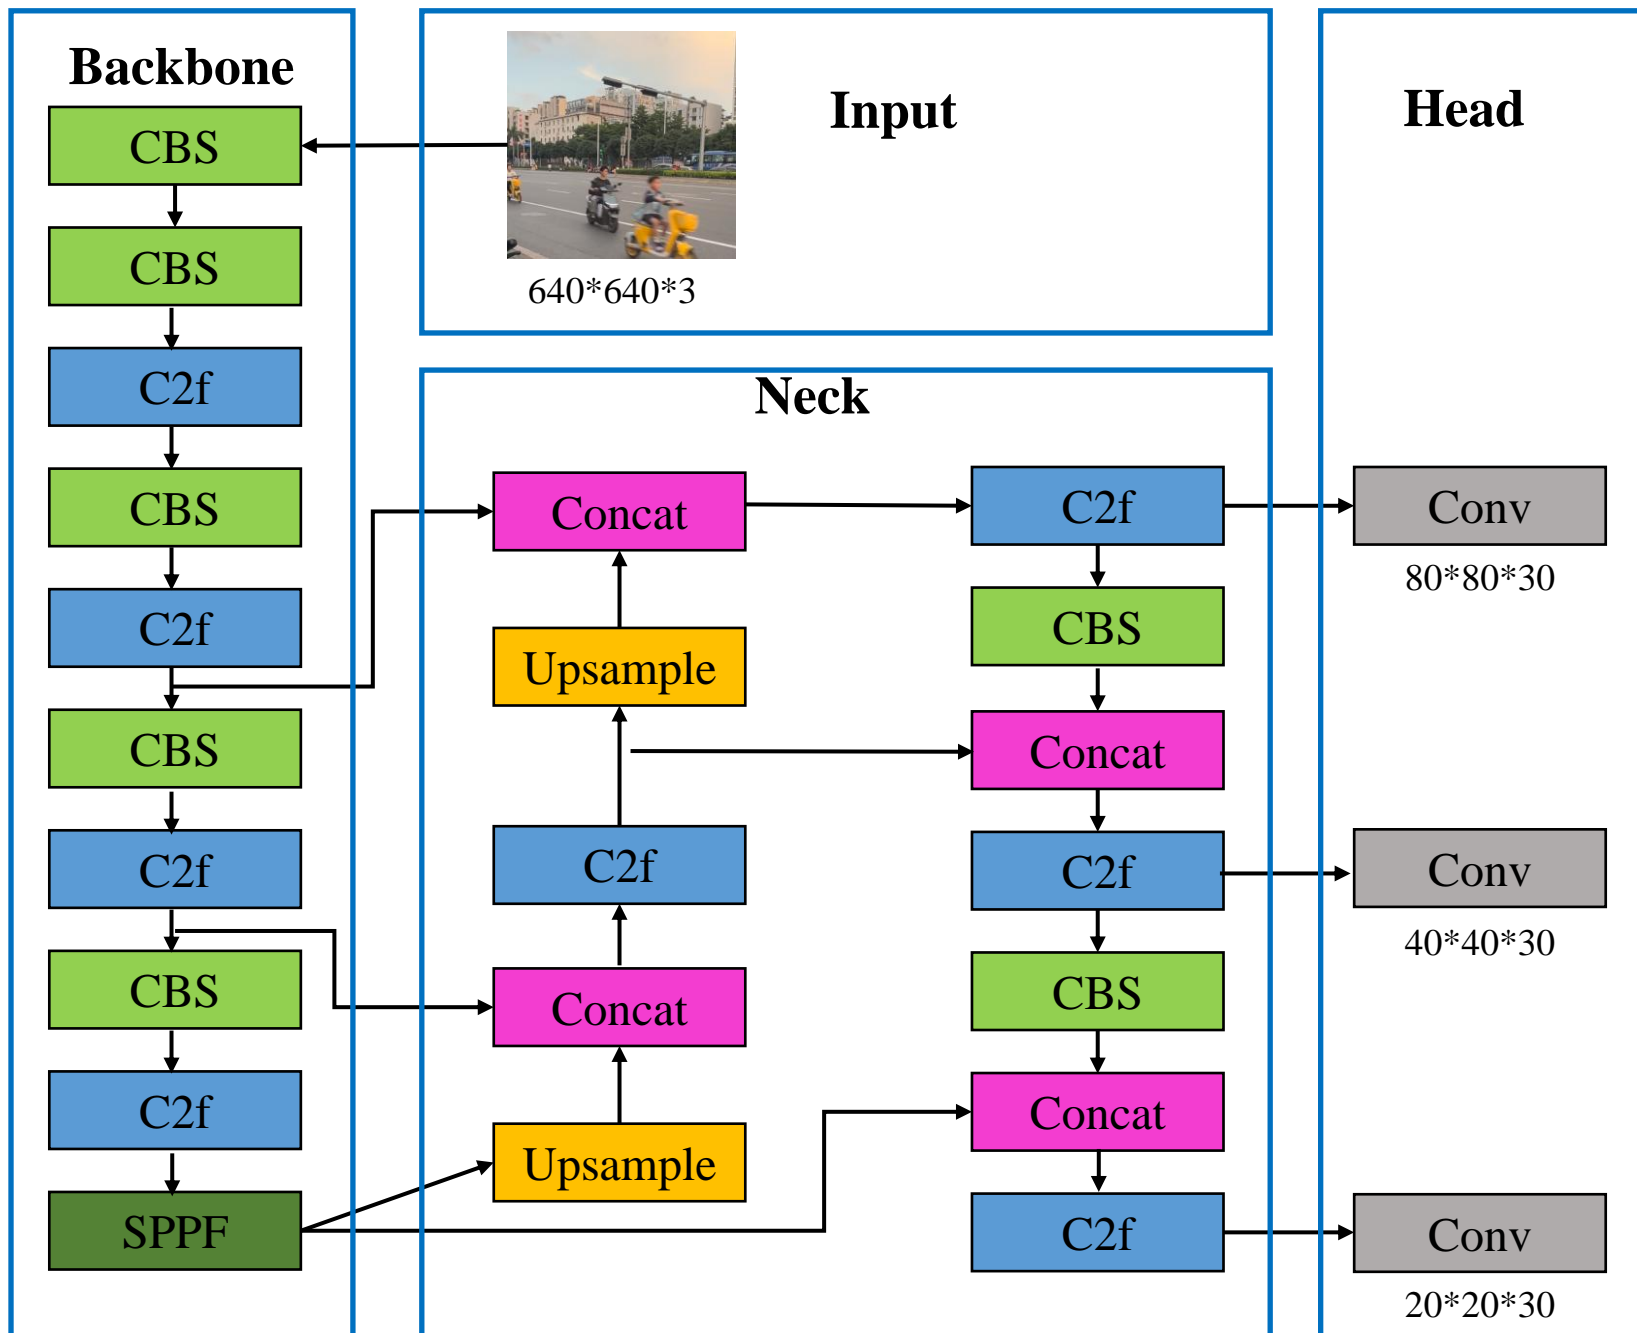 Backbone
CBS
CBS
C2f
CBS
C2f
CBS
C2f
CBS
C2f
SPPF
Input
640*640*3
Neck
Concat
Upsample
C2f
Concat
Upsample
C2f
CBS
Concat
C2f
CBS
Concat
C2f
Head
Conv
80*80*30
Conv
40*40*30
Conv
20*20*30